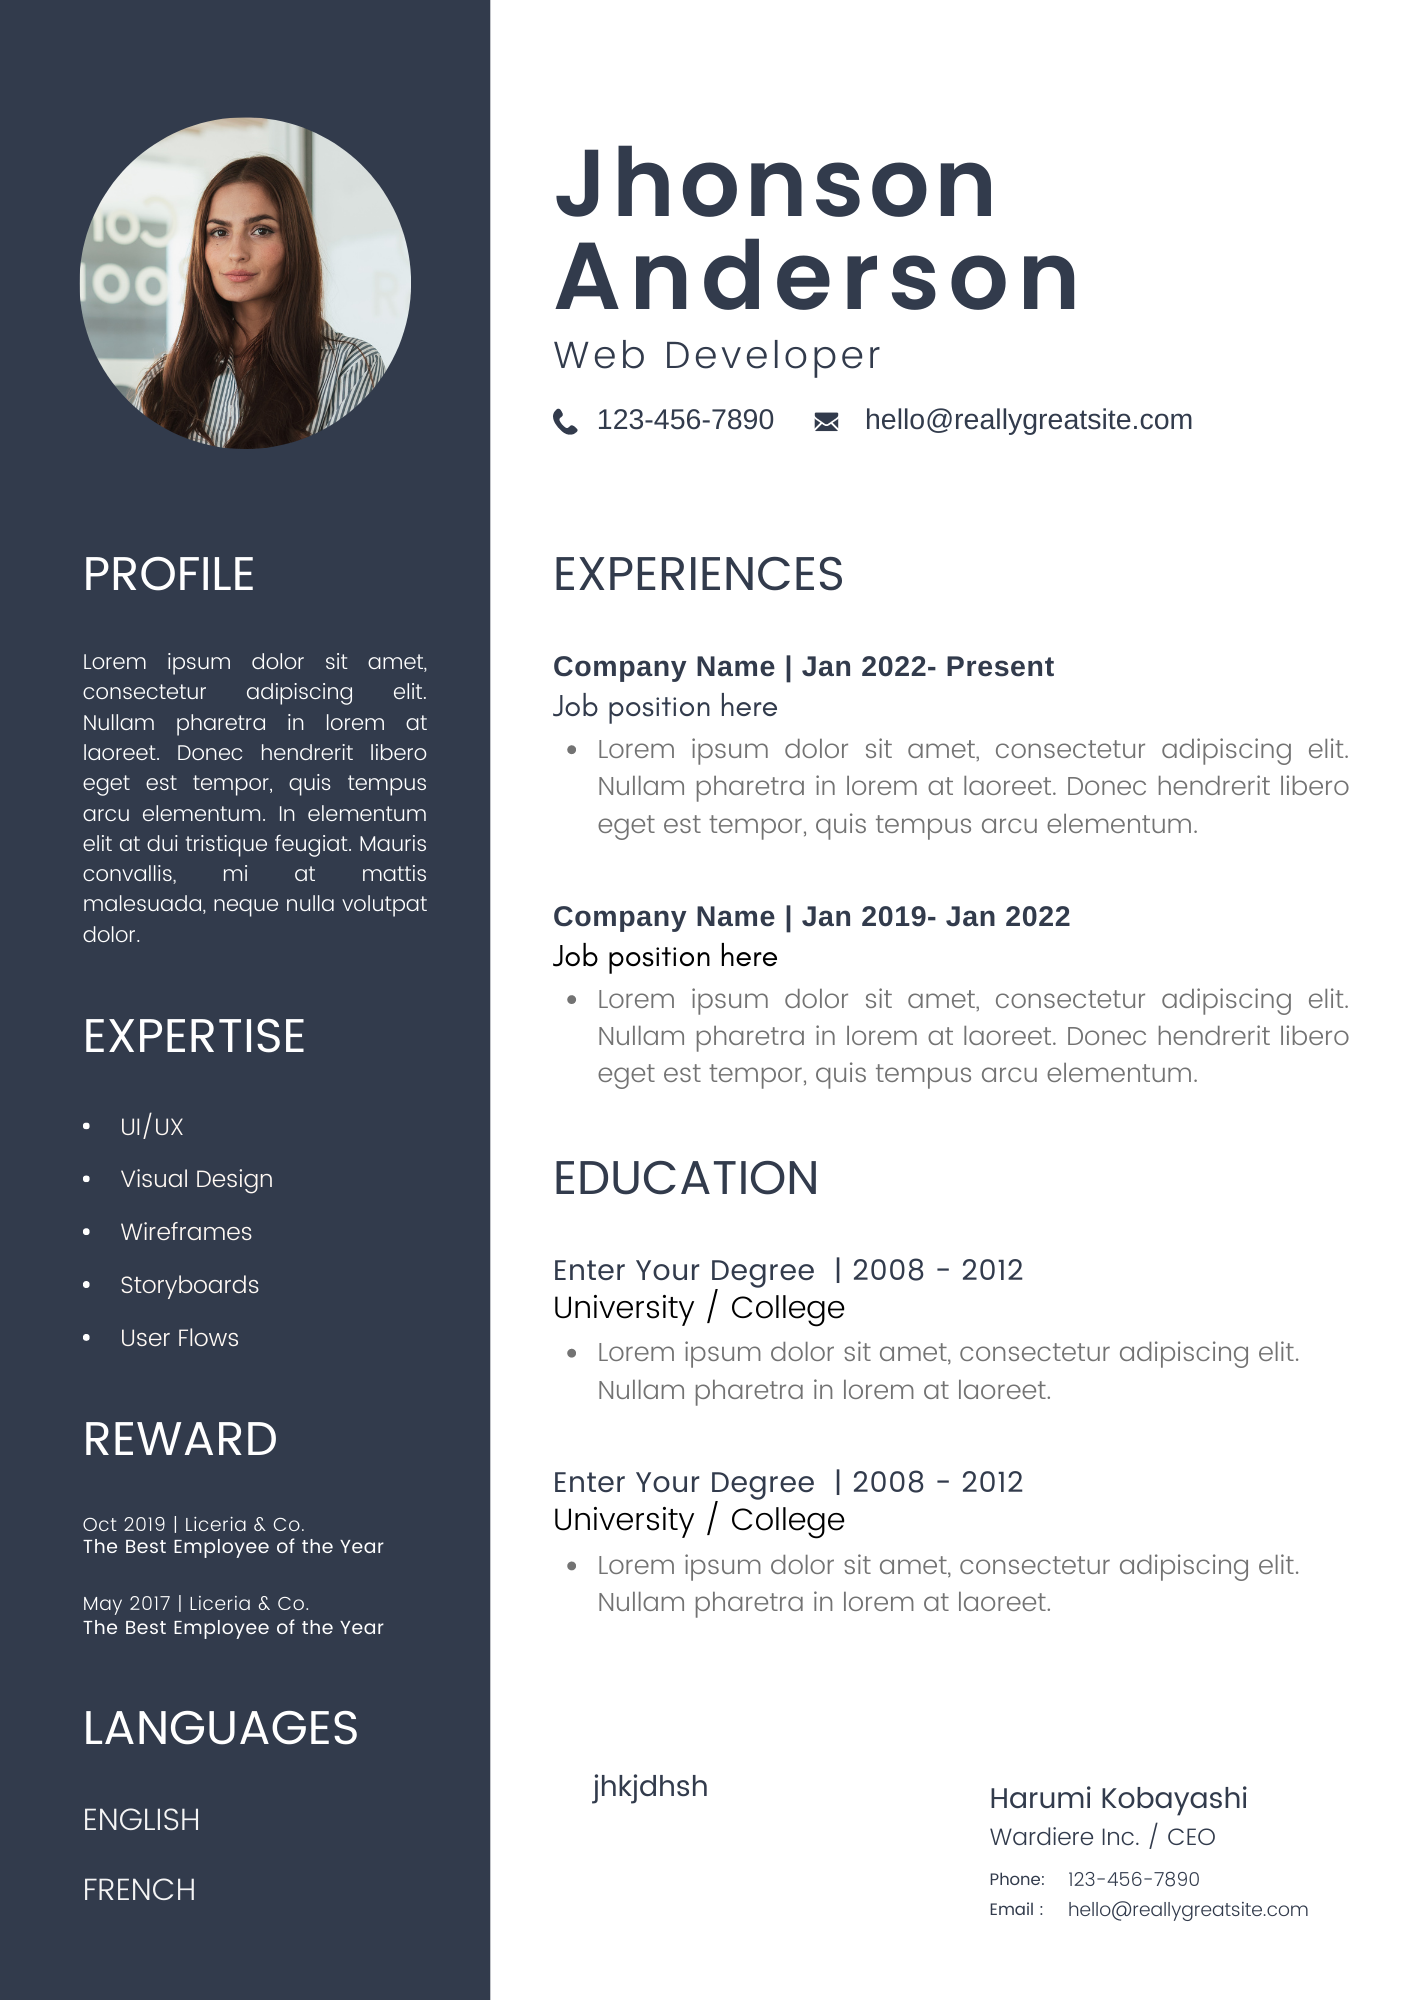 Jhonson
Anderson
Web Developer
123-456-7890
hello@reallygreatsite.com
PROFILE
Lorem ipsum dolor sit amet,
consectetur adipiscing elit.
Nullam pharetra in lorem at
laoreet. Donec hendrerit libero
eget est tempor, quis tempus
arcu elementum. In elementum
elit at dui tristique feugiat. Mauris
convallis, mi at mattis
malesuada, neque nulla volutpat
dolor.
EXPERTISE
• UI/UX
• Visual Design
• Wireframes
• Storyboards
• User Flows
REWARD
Oct 2019 | Liceria & Co.
The Best Employee of the Year
May 2017 | Liceria & Co.
The Best Employee of the Year
LANGUAGES
ENGLISH
FRENCH
EXPERIENCES
Company Name | Jan 2022- Present
Job position here
• Lorem ipsum dolor sit amet, consectetur adipiscing elit.
Nullam pharetra in lorem at laoreet. Donec hendrerit libero
eget est tempor, quis tempus arcu elementum.
Company Name | Jan 2019- Jan 2022
Job position here
• Lorem ipsum dolor sit amet, consectetur adipiscing elit.
Nullam pharetra in lorem at laoreet. Donec hendrerit libero
eget est tempor, quis tempus arcu elementum.
EDUCATION
Enter Your Degree | 2008 - 2012
University / College
• Lorem ipsum dolor sit amet, consectetur adipiscing elit.
Nullam pharetra in lorem at laoreet.
Enter Your Degree | 2008 - 2012
University / College
• Lorem ipsum dolor sit amet, consectetur adipiscing elit.
Nullam pharetra in lorem at laoreet.
jhkjdhsh
Harumi Kobayashi
Wardiere Inc. / CEO
Phone: 123-456-7890
Email : hello@reallygreatsite.com